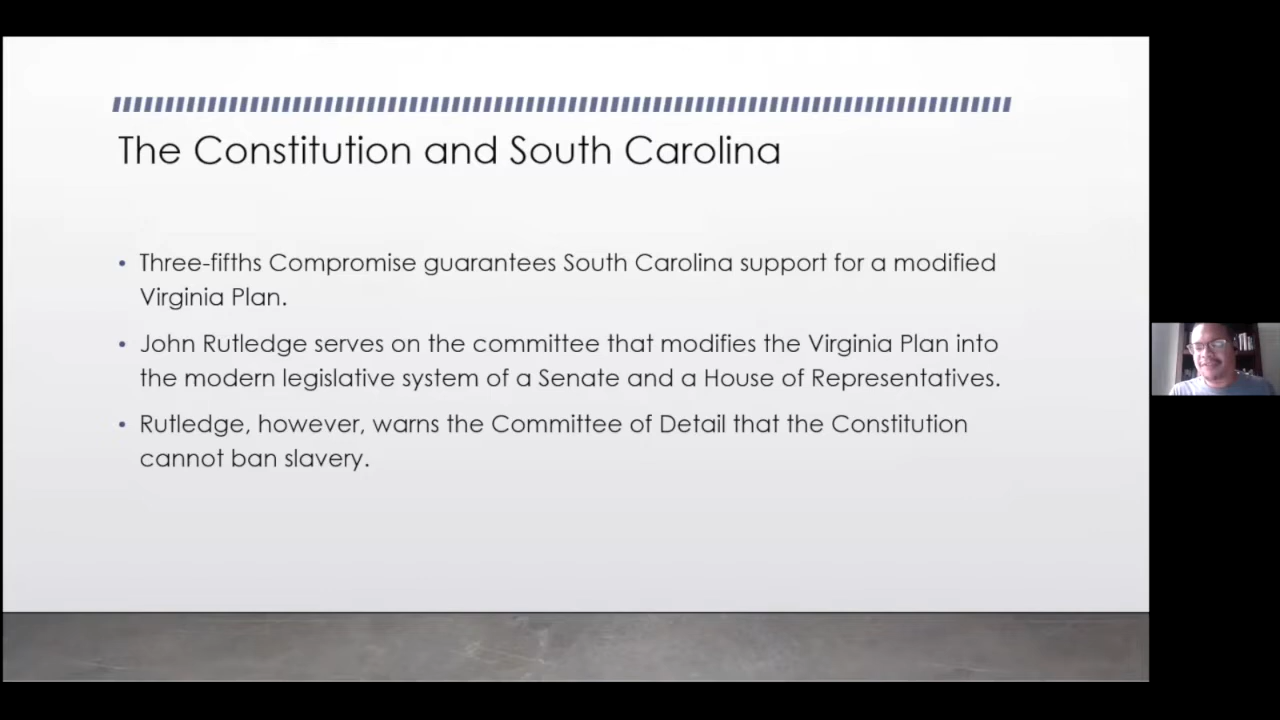 The Constitution and South Carolina
• Three-fifths Compromise guarantees South Carolina support for a modified
Virginia Plan.
• John Rutledge serves on the committee that modifies the Virginia Plan into
the modern legislative system of a Senate and a House of Representatives.
• Rutledge, however, warns the Committee of Detail that the Constitution
cannot ban slavery.